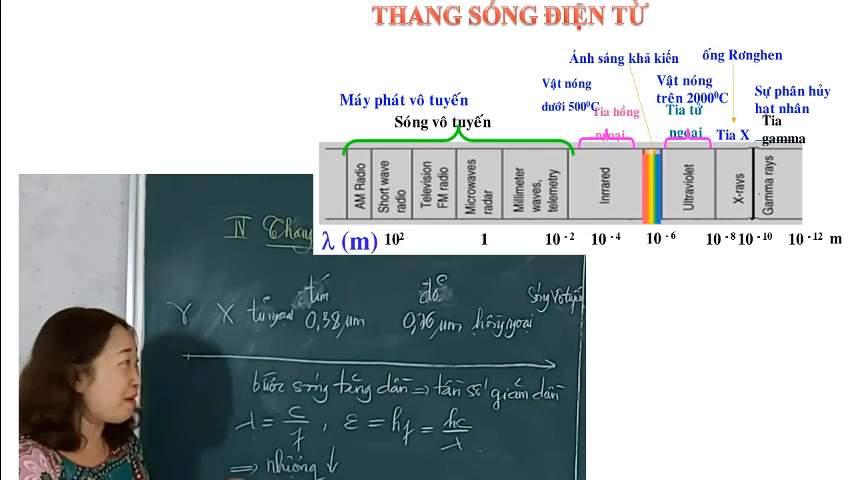 THANG SÓNG ĐIỆN TỪ
Ánh sáng khả kiến
ống Rơnghen
Vật nóng
dưới 500⁰C
Vật nóng
trên 2000⁰C
Sự phân hủy
hạt nhân
Máy phát vô tuyến
Sóng vô tuyến
Tia hồng
ngoại
Tia tử
ngoại
Tia X
Tia
gamma
AM Radio
Short wave
radio
Television
FM radio
Microwaves
radar
Millimeter
waves,
telemetry
Inrrared
Ultraviolet
X-rays
Gamma rays
λ (m) 10² 1 10⁻² 10⁻⁴ 10⁻⁶ 10⁻⁸ 10⁻¹⁰ 10⁻¹² m
IV Thang
tím đỏ Sóng vô tuyến
γ X tử ngoại 0,38 μm 0,76 μm hồng ngoại
bước sóng tăng dần ⇒ tần số giảm dần
λ = c/f , ε = hf = hc/λ
⇒ ↓